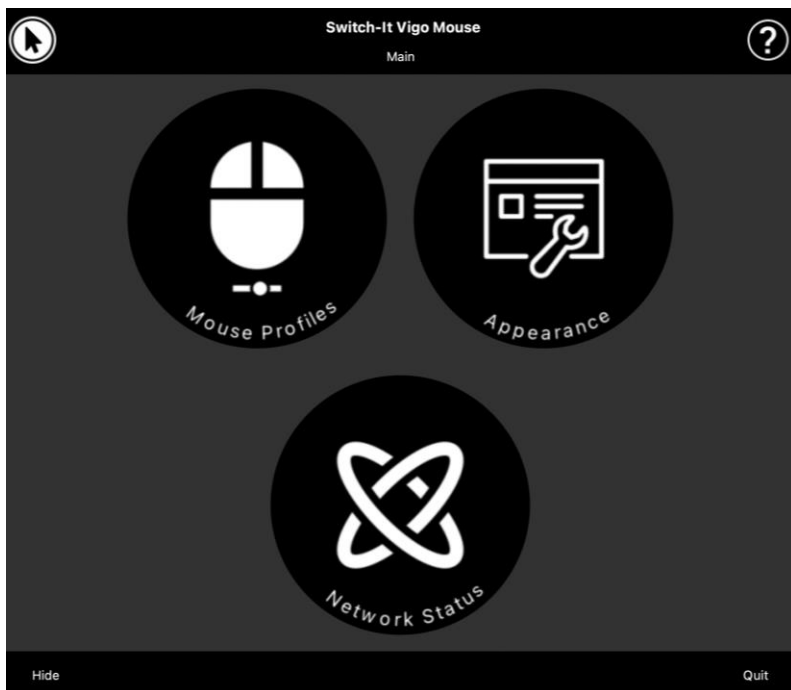 Switch-It Vigo Mouse
Main
?
Mouse Profiles
Appearance
Network Status
Hide
Quit